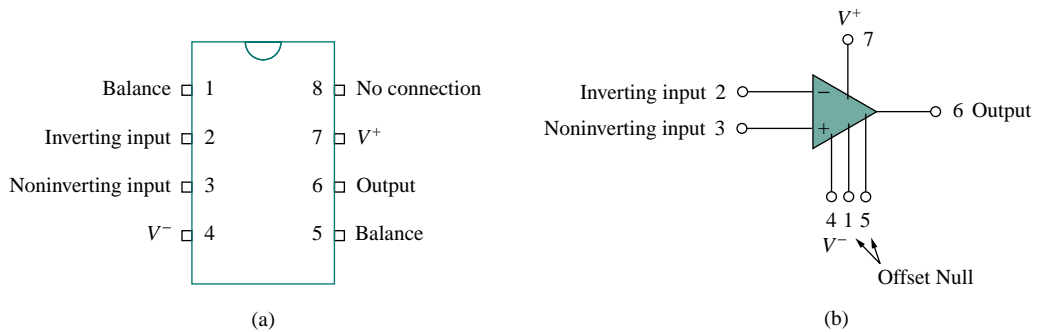 Balance 1 8 No connection
Inverting input 2 7 V⁺
Noninverting input 3 6 Output
V⁻ 4 5 Balance
(a)
V⁺
7
Inverting input 2 −
Noninverting input 3 +
6 Output
4 1 5
V⁻
Offset Null
(b)